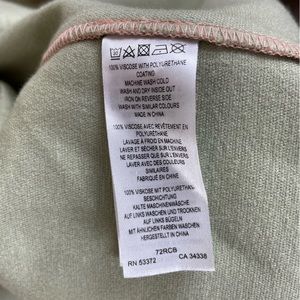 100% VISCOSE WITH POLYURETHANE
COATING
MACHINE WASH COLD
WASH AND DRY INSIDE OUT
IRON ON REVERSE SIDE
WASH WITH SIMILAR COLOURS
MADE IN CHINA
100% VISCOSE AVEC REVÊTEMENT EN
POLYURETHANE
LAVAGE À FROID EN MACHINE
LAVER ET SÉCHER SUR L'ENVERS
NE REPASSER QUE SUR L'ENVERS
LAVER AVEC DES COULEURS
SIMILAIRES
FABRIQUÉ EN CHINE
100% VISKOSE MIT POLYURETHANE
BESCHICHTUNG
KALTE MASCHINENWÄSCHE
AUF LINKS WASCHEN UND TROCKNEN
AUF LINKS BÜGELN
MIT ÄHNLICHEN FARBEN WASCHEN
HERGESTELLT IN CHINA
72RCB
RN 53372 CA 34338